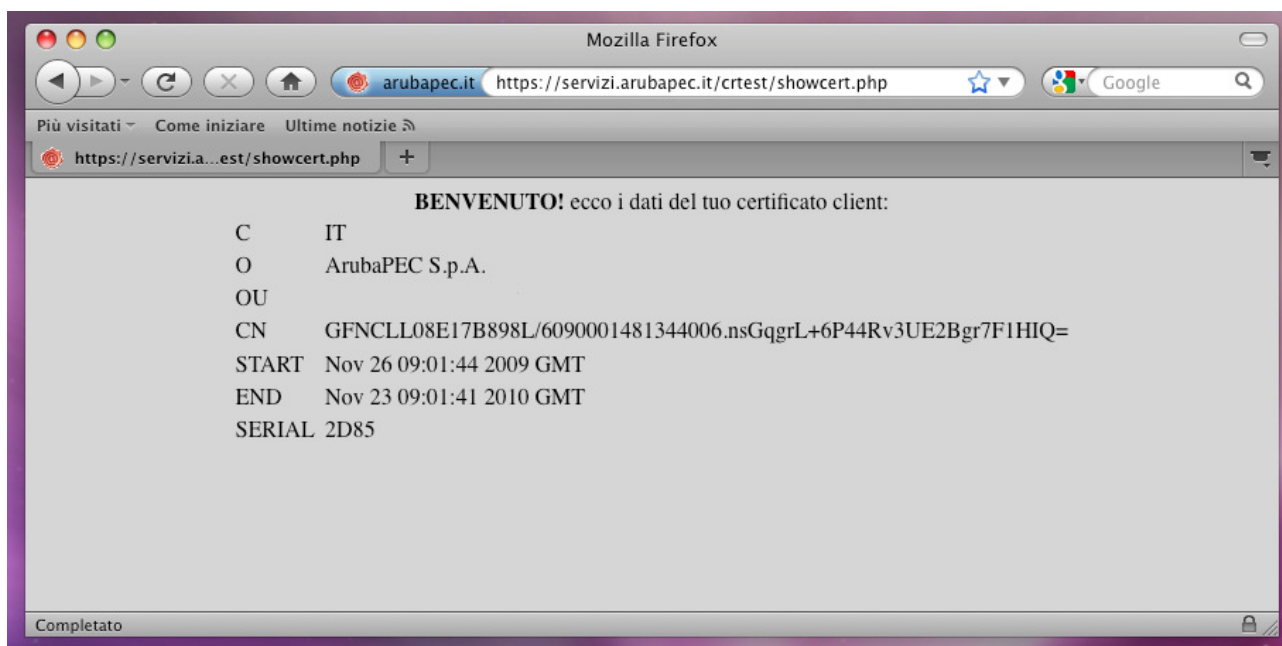 Mozilla Firefox
arubapec.it https://servizi.arubapec.it/crtest/showcert.php Google
Più visitati Come iniziare Ultime notizie
https://servizi.a...est/showcert.php +
BENVENUTO! ecco i dati del tuo certificato client:
C IT
O ArubaPEC S.p.A.
OU
CN GFNCLL08E17B898L/6090001481344006.nsGqgrL+6P44Rv3UE2Bgr7F1HIQ=
START Nov 26 09:01:44 2009 GMT
END Nov 23 09:01:41 2010 GMT
SERIAL 2D85
Completato